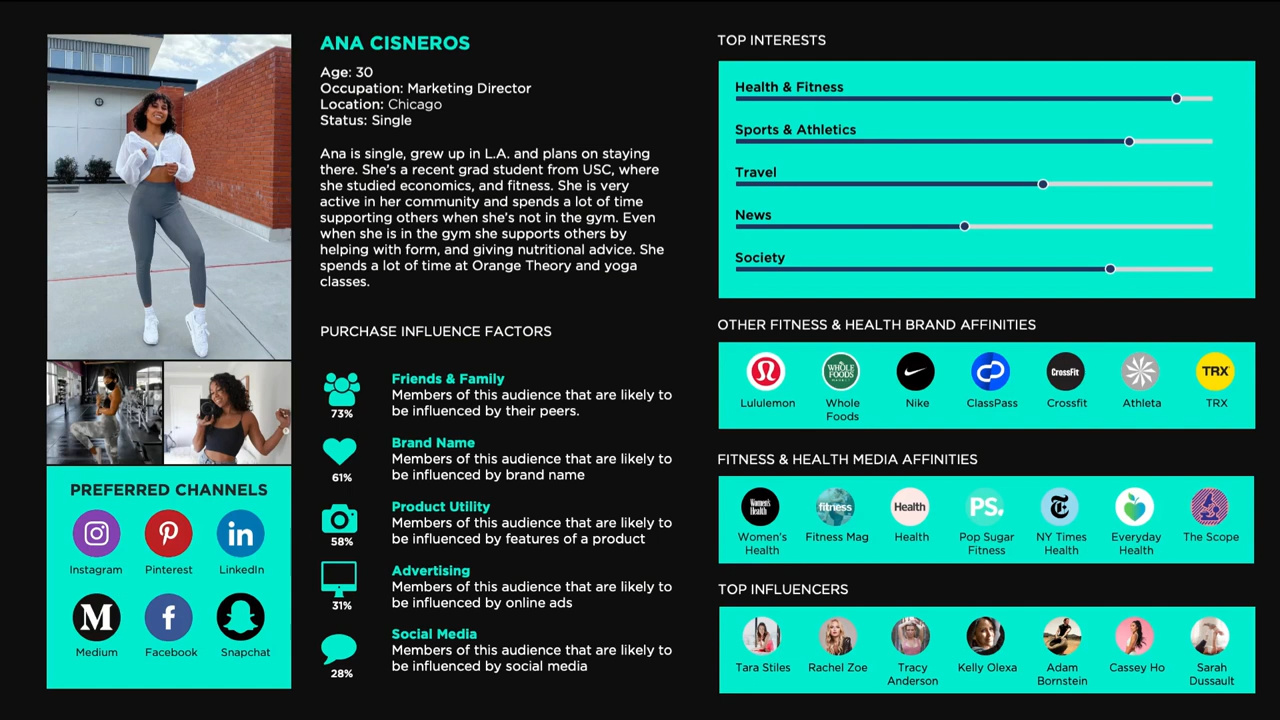 ANA CISNEROS
Age: 30
Occupation: Marketing Director
Location: Chicago
Status: Single
Ana is single, grew up in L.A. and plans on staying
there. She's a recent grad student from USC, where
she studied economics, and fitness. She is very
active in her community and spends a lot of time
supporting others when she's not in the gym. Even
when she is in the gym she supports others by
helping with form, and giving nutritional advice. She
spends a lot of time at Orange Theory and yoga
classes.
PURCHASE INFLUENCE FACTORS
Friends & Family
Members of this audience that are likely to
be influenced by their peers.
73%
Brand Name
Members of this audience that are likely to
be influenced by brand name
61%
Product Utility
Members of this audience that are likely to
be influenced by features of a product
58%
Advertising
Members of this audience that are likely to
be influenced by online ads
31%
Social Media
Members of this audience that are likely to
be influenced by social media
28%
PREFERRED CHANNELS
in
Instagram
Pinterest
LinkedIn
M
f
Medium
Facebook
Snapchat
TOP INTERESTS
Health & Fitness
Sports & Athletics
Travel
News
Society
OTHER FITNESS & HEALTH BRAND AFFINITIES
WHOLE
FOODS
MARKET
CrossFit
TRX
Lululemon
Whole
Foods
Nike
ClassPass
Crossfit
Athleta
TRX
FITNESS & HEALTH MEDIA AFFINITIES
Women's
Health
fitness
Health
PS.
T
Women's
Health
Fitness Mag
Health
Pop Sugar
Fitness
NY Times
Health
Everyday
Health
The Scope
TOP INFLUENCERS
Tara Stiles
Rachel Zoe
Tracy
Anderson
Kelly Olexa
Adam
Bornstein
Cassey Ho
Sarah
Dussault